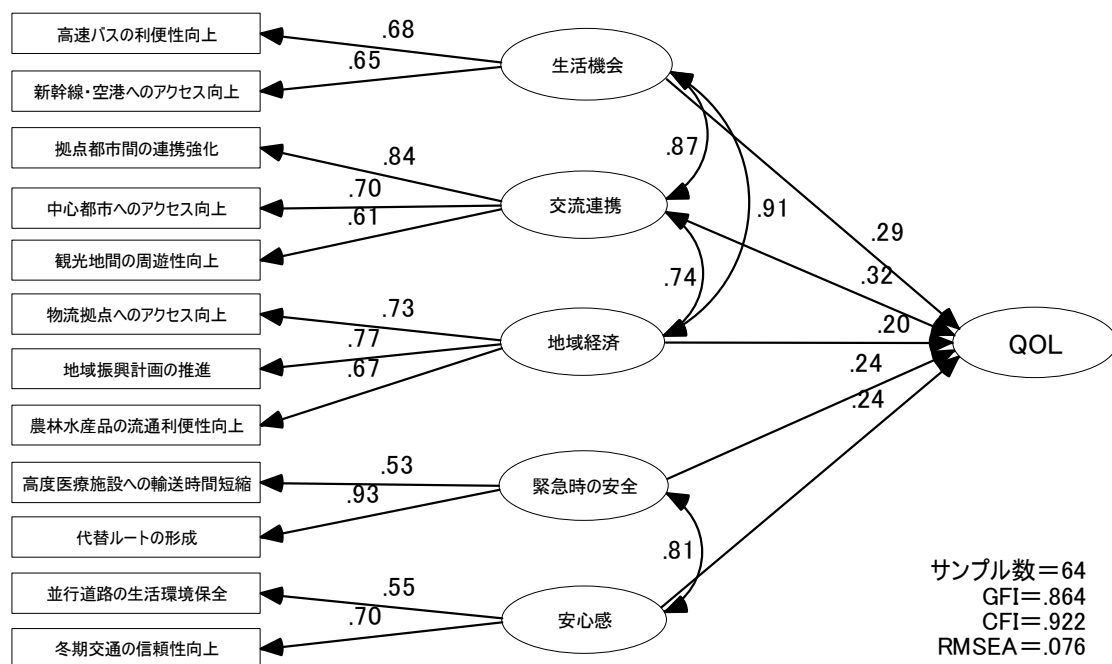 高速バスの利便性向上
新幹線・空港へのアクセス向上
拠点都市間の連携強化
中心都市へのアクセス向上
観光地間の周遊性向上
物流拠点へのアクセス向上
地域振興計画の推進
農林水産品の流通利便性向上
高度医療施設への輸送時間短縮
代替ルートの形成
並行道路の生活環境保全
冬期交通の信頼性向上
.68
.65
.84
.70
.61
.73
.77
.67
.53
.93
.55
.70
生活機会
交流連携
地域経済
緊急時の安全
安心感
.87
.91
.74
.81
.29
.32
.20
.24
.24
QOL
サンプル数＝64
GFI＝.864
CFI＝.922
RMSEA＝.076